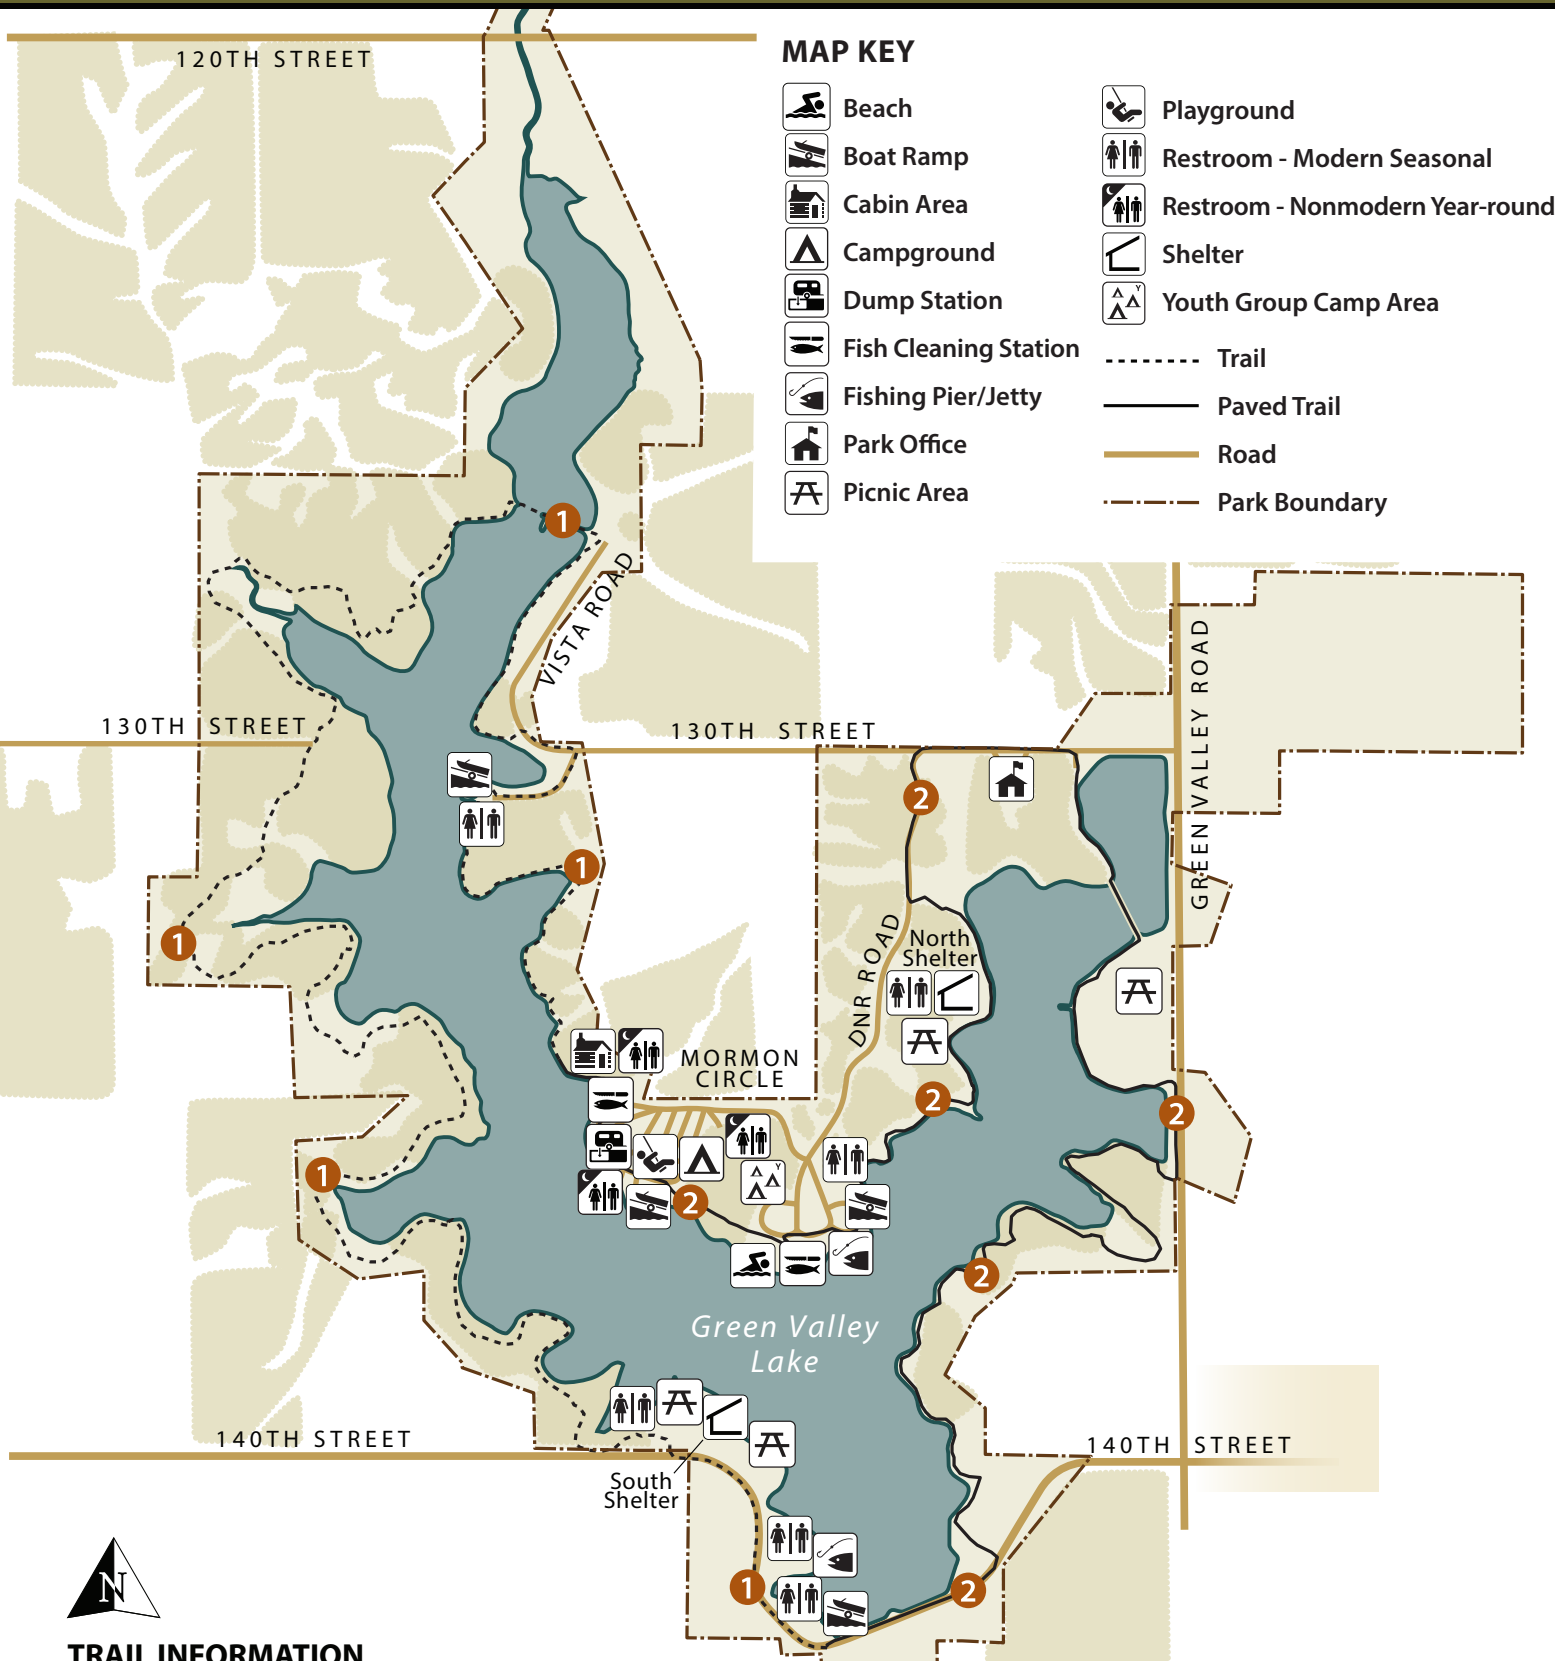 120TH STREET
MAP KEY
Beach
Boat Ramp
Cabin Area
Campground
Dump Station
Fish Cleaning Station
Fishing Pier/Jetty
Park Office
Picnic Area
Playground
Restroom - Modern Seasonal
Restroom - Nonmodern Year-round
Shelter
Y
Youth Group Camp Area
Trail
Paved Trail
Road
Park Boundary
1
VISTA ROAD
GREEN VALLEY ROAD
130TH STREET
130TH STREET
2
1
1
DNR ROAD
North
Shelter
MORMON
CIRCLE
2
2
1
Y
2
2
Green Valley
Lake
140TH STREET
140TH STREET
South
Shelter
1
2
N
TRAIL INFORMATION